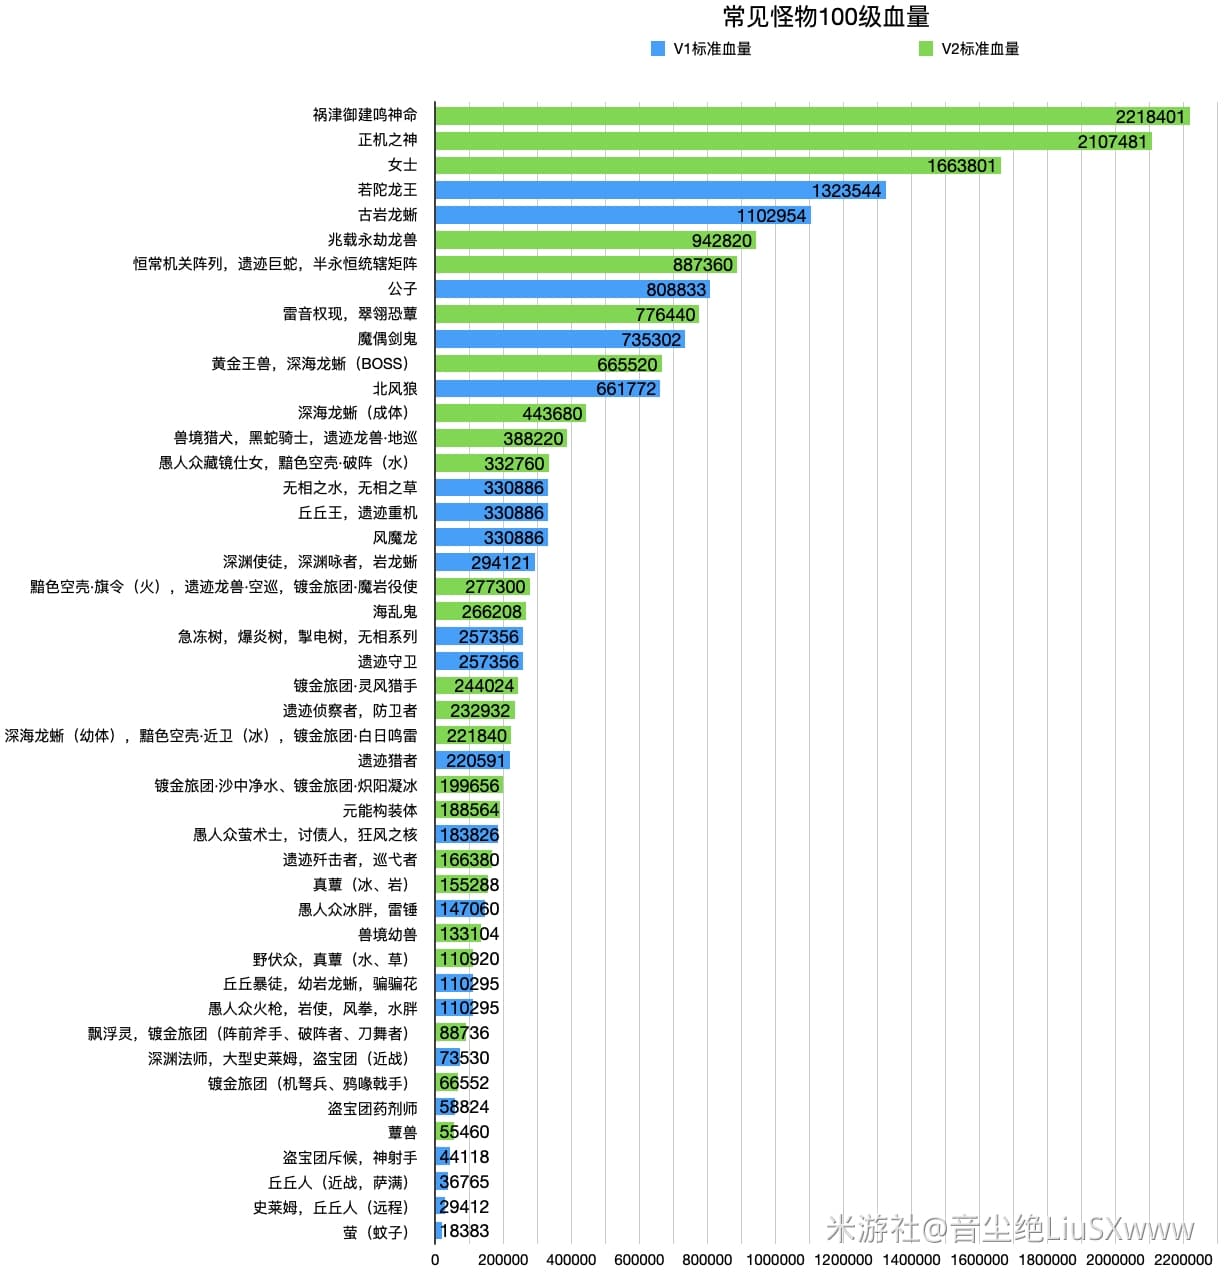 常见怪物100级血量
V1标准血量 V2标准血量
祸津御建鸣神命 2218401
正机之神 2107481
女士 1663801
若陀龙王 1323544
古岩龙蜥 1102954
兆载永劫龙兽 942820
恒常机关阵列，遗迹巨蛇，半永恒统辖矩阵 887360
公子 808833
雷音权现，翠翎恐蕈 776440
魔偶剑鬼 735302
黄金王兽，深海龙蜥（BOSS） 665520
北风狼 661772
深海龙蜥（成体） 443680
兽境猎犬，黑蛇骑士，遗迹龙兽·地巡 388220
愚人众藏镜仕女，黯色空壳·破阵（水） 332760
无相之水，无相之草 330886
丘丘王，遗迹重机 330886
风魔龙 330886
深渊使徒，深渊咏者，岩龙蜥 294121
黯色空壳·旗令（火），遗迹龙兽·空巡，镀金旅团·魔岩役使 277300
海乱鬼 266208
急冻树，爆炎树，掣电树，无相系列 257356
遗迹守卫 257356
镀金旅团·灵风猎手 244024
遗迹侦察者，防卫者 232932
深海龙蜥（幼体），黯色空壳·近卫（冰），镀金旅团·白日鸣雷 221840
遗迹猎者 220591
镀金旅团·沙中净水、镀金旅团·炽阳凝冰 199656
元能构装体 188564
愚人众萤术士，讨债人，狂风之核 183826
遗迹歼击者，巡弋者 166380
真蕈（冰、岩） 155288
愚人众冰胖，雷锤 147060
兽境幼兽 133104
野伏众，真蕈（水、草） 110920
丘丘暴徒，幼岩龙蜥，骗骗花 110295
愚人众火枪，岩使，风拳，水胖 110295
飘浮灵，镀金旅团（阵前斧手、破阵者、刀舞者） 88736
深渊法师，大型史莱姆，盗宝团（近战） 73530
镀金旅团（机弩兵、鸦喙戟手） 66552
盗宝团药剂师 58824
蕈兽 55460
盗宝团斥候，神射手 44118
丘丘人（近战，萨满） 36765
史莱姆，丘丘人（远程） 29412
萤（蚊子） 18383
0 200000 400000 600000 800000 1000000 1200000 1400000 1600000 1800000 2000000 2200000
米游社@音尘绝LiuSXwww